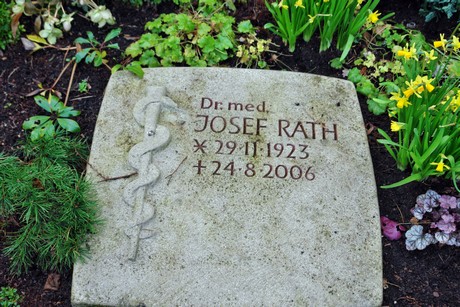 Dr. med.
JOSEF RATH
* 29·11 1923
+ 24·8·2006